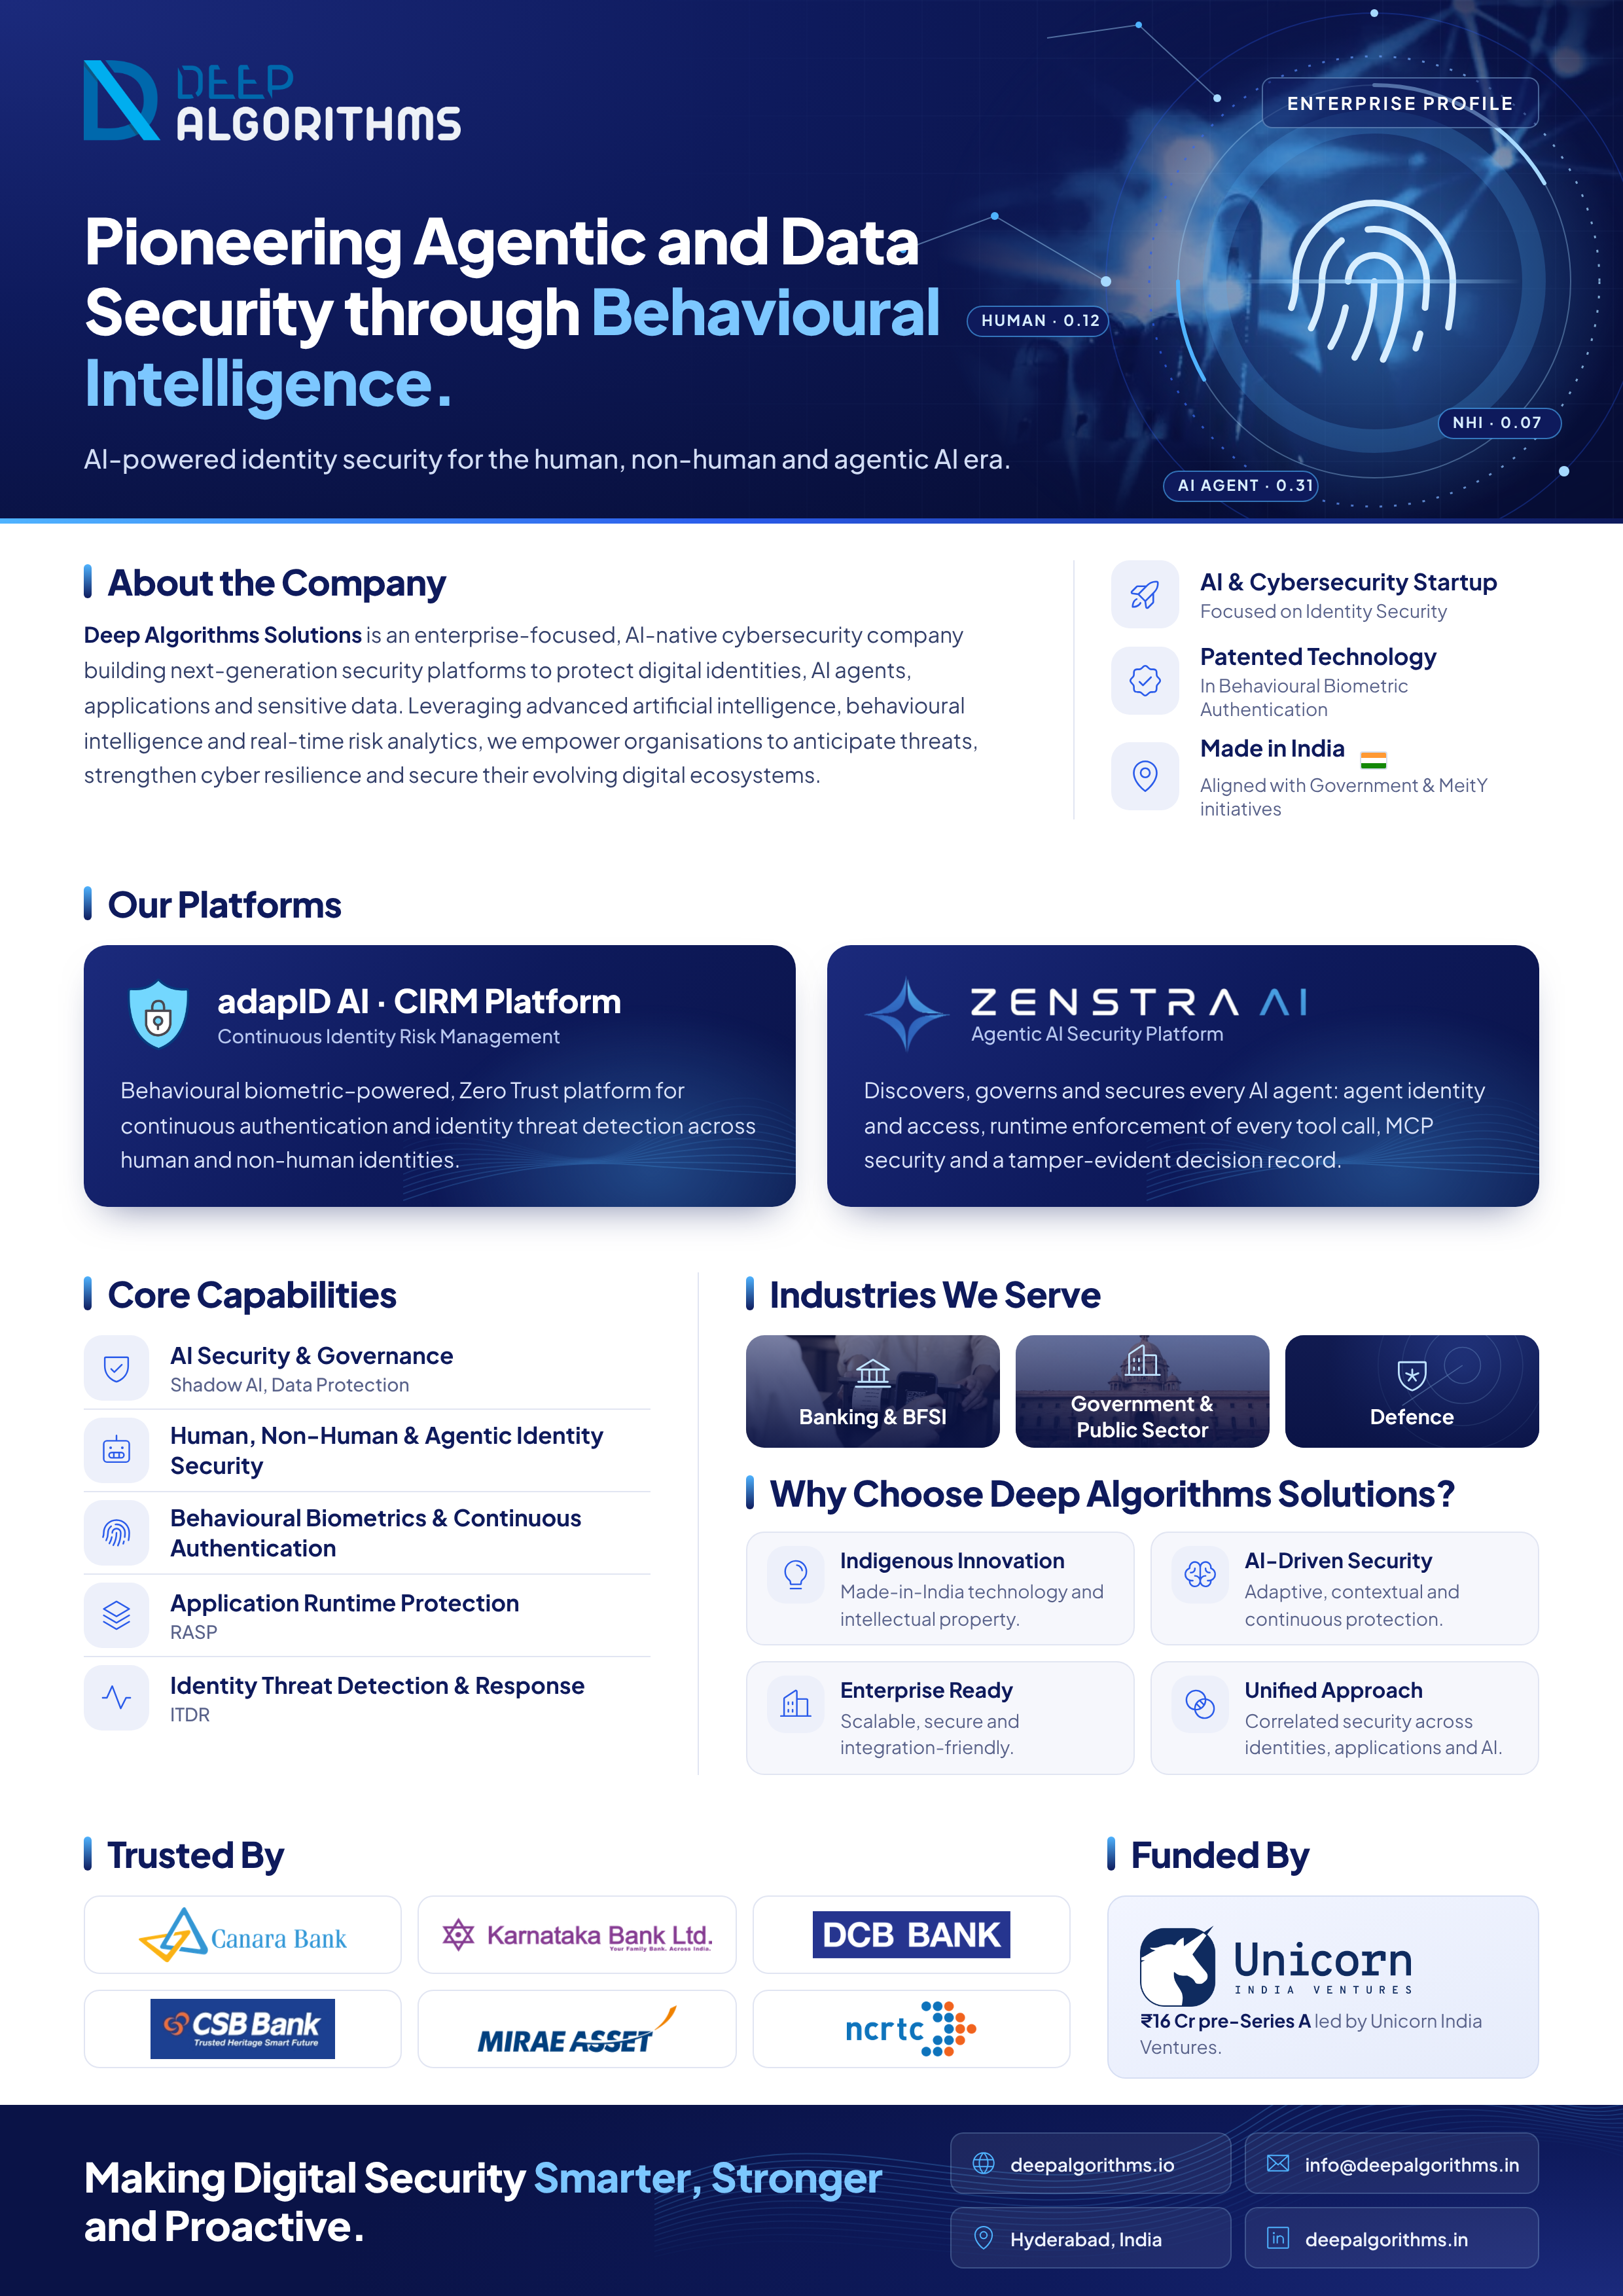 DEEP
ALGORITHMS
ENTERPRISE PROFILE
Pioneering Agentic and Data
Security through Behavioural
Intelligence.
AI-powered identity security for the human, non-human and agentic AI era.
HUMAN · 0.12
NHI · 0.07
AI AGENT · 0.31
About the Company
Deep Algorithms Solutions is an enterprise-focused, AI-native cybersecurity company
building next-generation security platforms to protect digital identities, AI agents,
applications and sensitive data. Leveraging advanced artificial intelligence, behavioural
intelligence and real-time risk analytics, we empower organisations to anticipate threats,
strengthen cyber resilience and secure their evolving digital ecosystems.
AI & Cybersecurity Startup
Focused on Identity Security
Patented Technology
In Behavioural Biometric
Authentication
Made in India
Aligned with Government & MeitY
initiatives
Our Platforms
adapID AI · CIRM Platform
Continuous Identity Risk Management
Behavioural biometric-powered, Zero Trust platform for
continuous authentication and identity threat detection across
human and non-human identities.
ZENSTRA AI
Agentic AI Security Platform
Discovers, governs and secures every AI agent: agent identity
and access, runtime enforcement of every tool call, MCP
security and a tamper-evident decision record.
Core Capabilities
AI Security & Governance
Shadow AI, Data Protection
Human, Non-Human & Agentic Identity
Security
Behavioural Biometrics & Continuous
Authentication
Application Runtime Protection
RASP
Identity Threat Detection & Response
ITDR
Industries We Serve
Banking & BFSI
Government &
Public Sector
Defence
Why Choose Deep Algorithms Solutions?
Indigenous Innovation
Made-in-India technology and
intellectual property.
AI-Driven Security
Adaptive, contextual and
continuous protection.
Enterprise Ready
Scalable, secure and
integration-friendly.
Unified Approach
Correlated security across
identities, applications and AI.
Trusted By
Canara Bank
Karnataka Bank Ltd.
Your Family Bank. Across India.
DCB BANK
CSB Bank
Trusted Heritage Smart Future
MIRAE ASSET
ncrtc
Funded By
Unicorn
INDIA VENTURES
₹16 Cr pre-Series A led by Unicorn India
Ventures.
Making Digital Security Smarter, Stronger
and Proactive.
deepalgorithms.io
info@deepalgorithms.in
Hyderabad, India
deepalgorithms.in